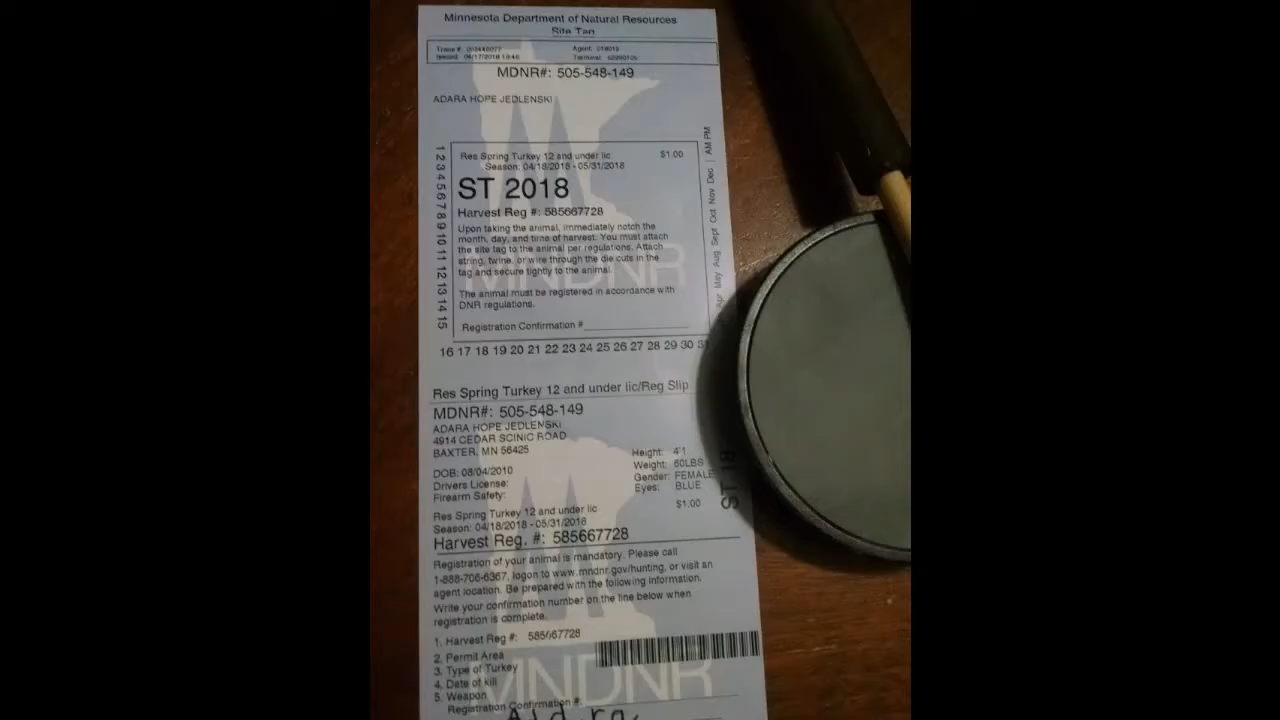 Minnesota Department of Natural Resources
Site Tag
Agent: 018015
Issued: 04/17/2018
MDNR#: 505-548-149
ADARA HOPE JEDLENSKI
Res Spring Turkey 12 and under lic $1.00
Season: 04/18/2018 - 05/31/2018
ST 2018
Harvest Reg #: 585667728
Upon taking the animal, immediately notch the
month, day, and time of harvest. You must attach
the site tag to the animal per regulations. Attach
string, twine, or wire through the die cuts in the
tag and secure tightly to the animal.
The animal must be registered in accordance with
DNR regulations.
Registration Confirmation #
1 2 3 4 5 6 7 8 9 10 11 12 13 14 15
16 17 18 19 20 21 22 23 24 25 26 27 28 29 30 31
Apr May Aug Sept Oct Nov Dec | AM PM
MNDNR
Res Spring Turkey 12 and under lic/Reg Slip
MDNR#: 505-548-149
ADARA HOPE JEDLENSKI
4914 CEDAR SCINIC ROAD
BAXTER, MN 56425
Height: 4'1
Weight: 60LBS
Gender: FEMALE
Eyes: BLUE
DOB: 08/04/2010
Drivers License:
Firearm Safety:
Res Spring Turkey 12 and under lic $1.00
Season: 04/18/2018 - 05/31/2018
Harvest Reg. #: 585667728
ST 18
Registration of your animal is mandatory. Please call
1-888-706-6367, logon to www.mndnr.gov/hunting, or visit an
agent location. Be prepared with the following information.
Write your confirmation number on the line below when
registration is complete.
1. Harvest Reg #: 585667728
2. Permit Area
3. Type of Turkey
4. Date of kill
5. Weapon
Registration Confirmation #:
MNDNR